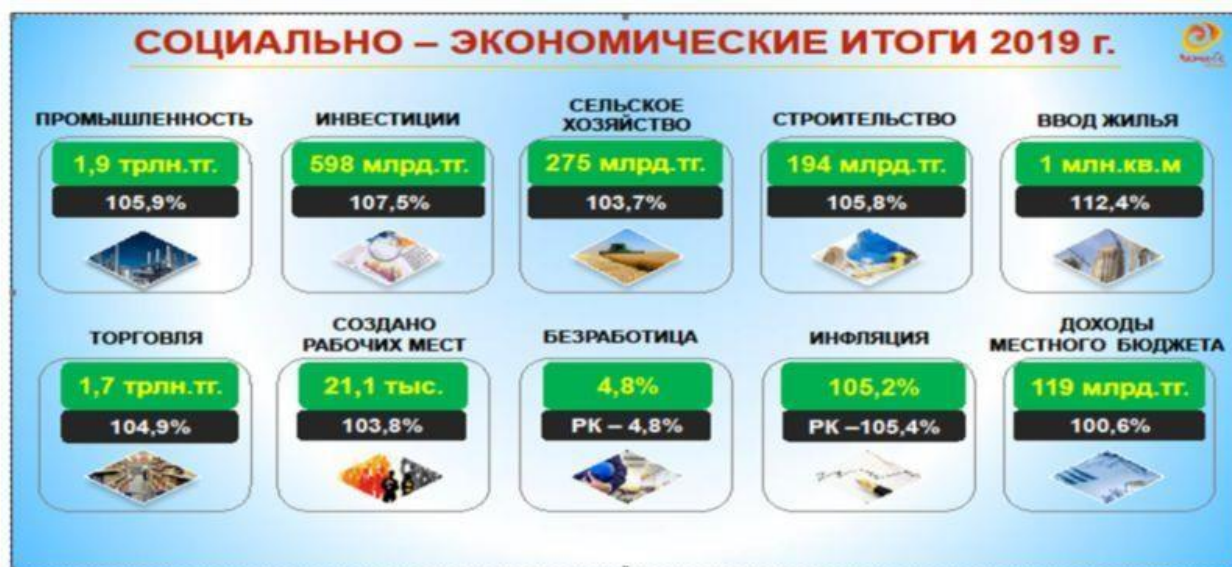 СОЦИАЛЬНО – ЭКОНОМИЧЕСКИЕ ИТОГИ 2019 г.
ПРОМЫШЛЕННОСТЬ
1,9 трлн.тг.
105,9%
ИНВЕСТИЦИИ
598 млрд.тг.
107,5%
СЕЛЬСКОЕ
ХОЗЯЙСТВО
275 млрд.тг.
103,7%
СТРОИТЕЛЬСТВО
194 млрд.тг.
105,8%
ВВОД ЖИЛЬЯ
1 млн.кв.м
112,4%
ТОРГОВЛЯ
1,7 трлн.тг.
104,9%
СОЗДАНО
РАБОЧИХ МЕСТ
21,1 тыс.
103,8%
БЕЗРАБОТИЦА
4,8%
РК – 4,8%
ИНФЛЯЦИЯ
105,2%
РК –105,4%
ДОХОДЫ
МЕСТНОГО БЮДЖЕТА
119 млрд.тг.
100,6%